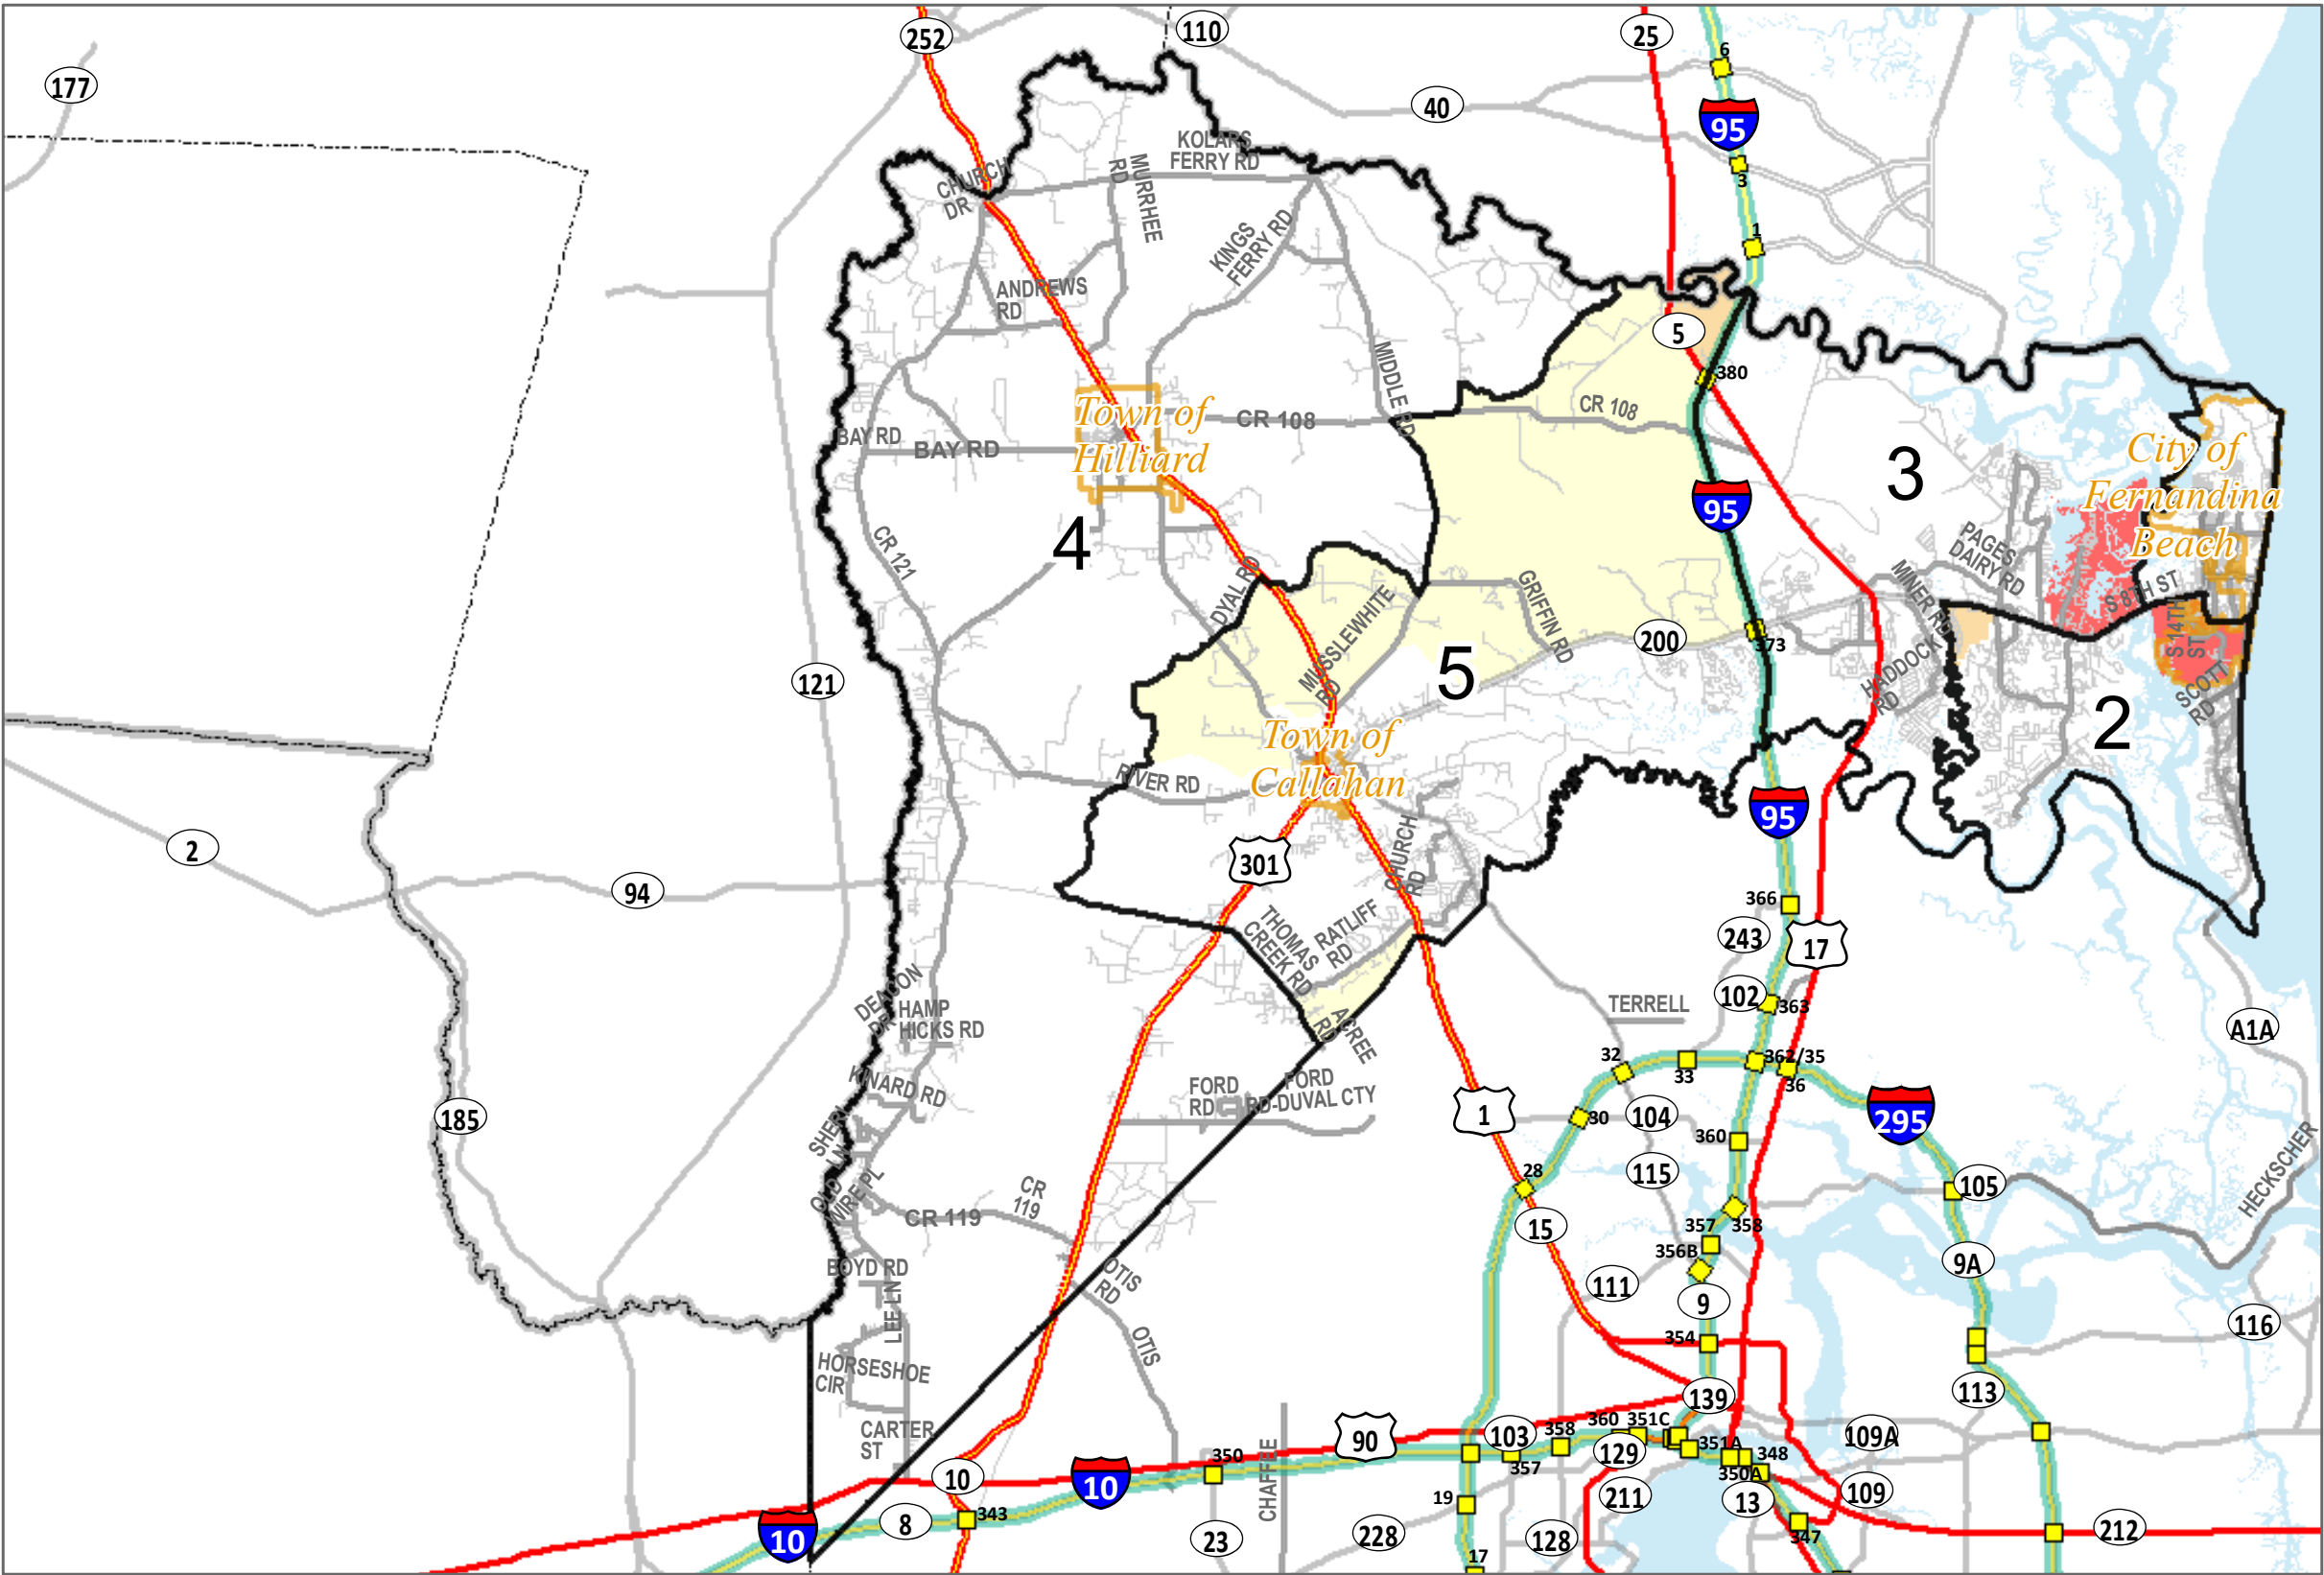 252
110
25
6
177
40
95
3
KOLARS
FERRY RD
MURRHEE
RD
CHURCH
DR
1
KINGS
FERRY RD
ANDREWS
RD
5
380
MIDDLE RD
Town of
Hilliard
CR 108
CR 108
BAY RD
BAY RD
3
City of
Fernandina
Beach
95
4
CR 121
PAGES
DAIRY RD
MINER RD
S 8TH ST
DYAL RD
MUSSLEWHITE
RD
GRIFFIN RD
200
373
HADDOCK
RD
S 14TH
ST
SCOTT
RD
5
2
121
Town of
Callahan
RIVER RD
95
2
301
CHURCH
RD
94
366
THOMAS
CREEK RD
RATLIFF
RD
243
17
DEACON
DR
HAMP
HICKS RD
TERRELL
102
363
A1A
ACREE
RD
32
33
362/35
36
KINARD RD
FORD
RD
FORD
RD-DUVAL CTY
1
30
104
295
185
360
SHERI
LN
28
115
105
HECKSCHER
OLD
WIRE PL
CR 119
CR
119
15
357
358
356B
9A
BOYD RD
OTIS
RD
111
9
LEE LN
354
116
OTIS
HORSESHOE
CIR
139
113
CARTER
ST
CHAFFEE
90
103
358
360
351C
129
351A
348
109A
350
357
350A
10
10
19
211
13
109
8
343
10
23
228
128
347
212
17